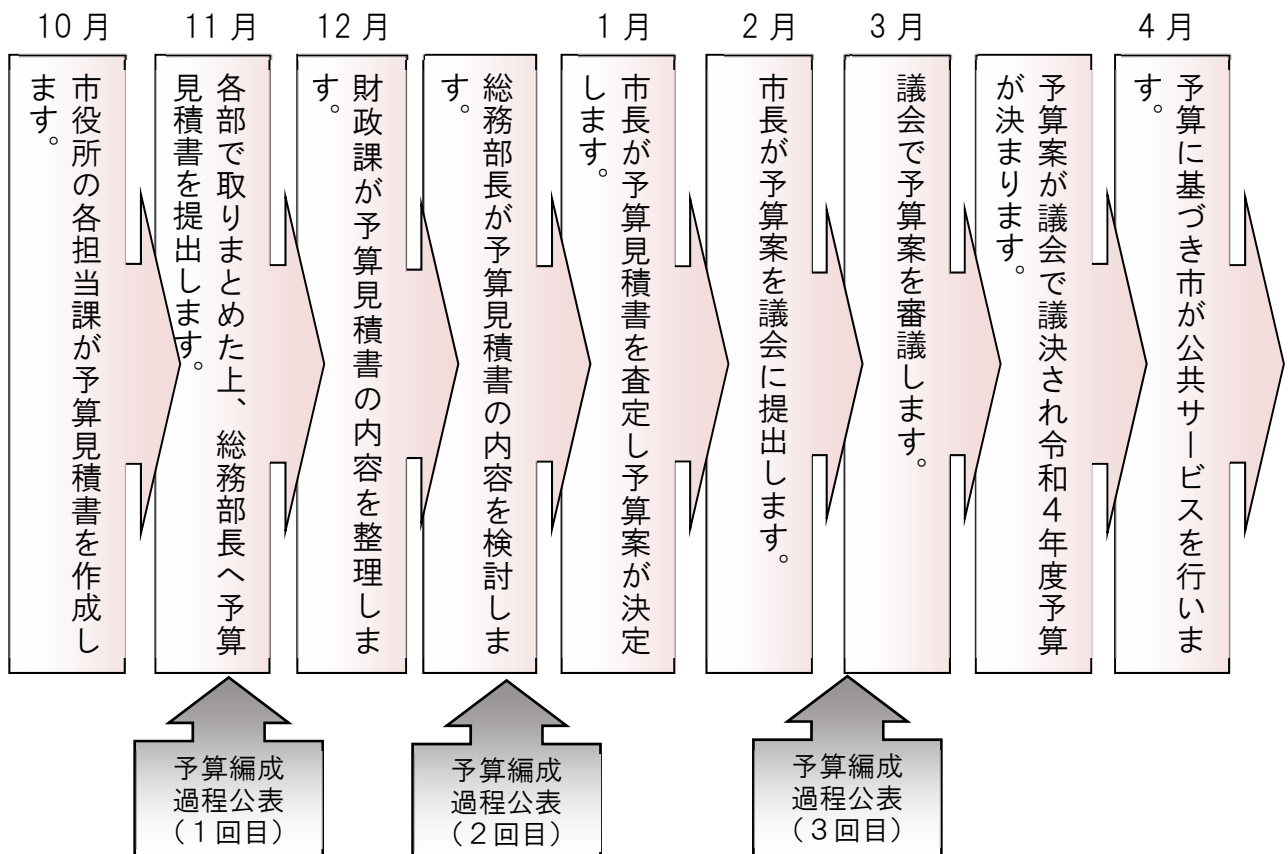 10月
市役所の各担当課が予算見積書を作成し
ます。
11月
各部で取りまとめた上、総務部長へ予算
見積書を提出します。
12月
財政課が予算見積書の内容を整理しま
す。
総務部長が予算見積書の内容を検討しま
す。
1月
市長が予算見積書を査定し予算案が決定
します。
2月
市長が予算案を議会に提出します。
3月
議会で予算案を審議します。
予算案が議会で議決され令和4年度予算
が決まります。
4月
予算に基づき市が公共サービスを行いま
す。
予算編成
過程公表
(1回目)
予算編成
過程公表
(2回目)
予算編成
過程公表
(3回目)